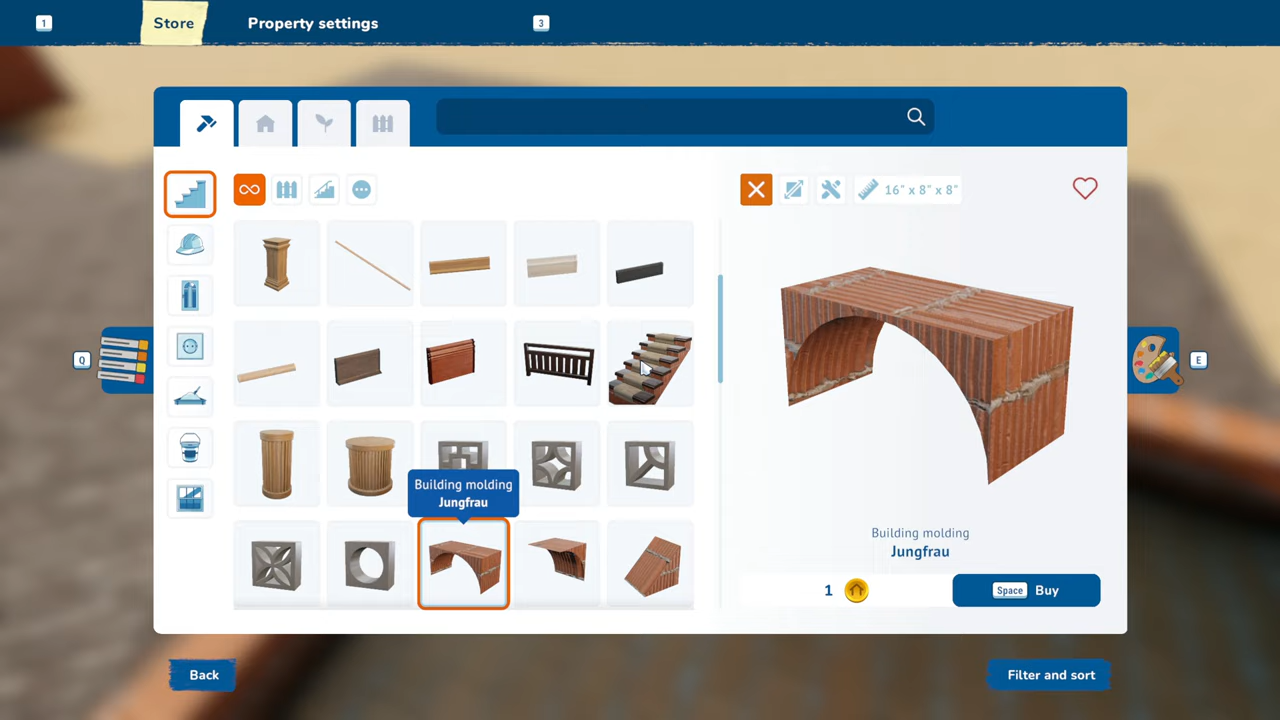 1
Store
Property settings
3
16" x 8" x 8"
Q
E
Building molding
Jungfrau
Building molding
Jungfrau
1
Space
Buy
Back
Filter and sort